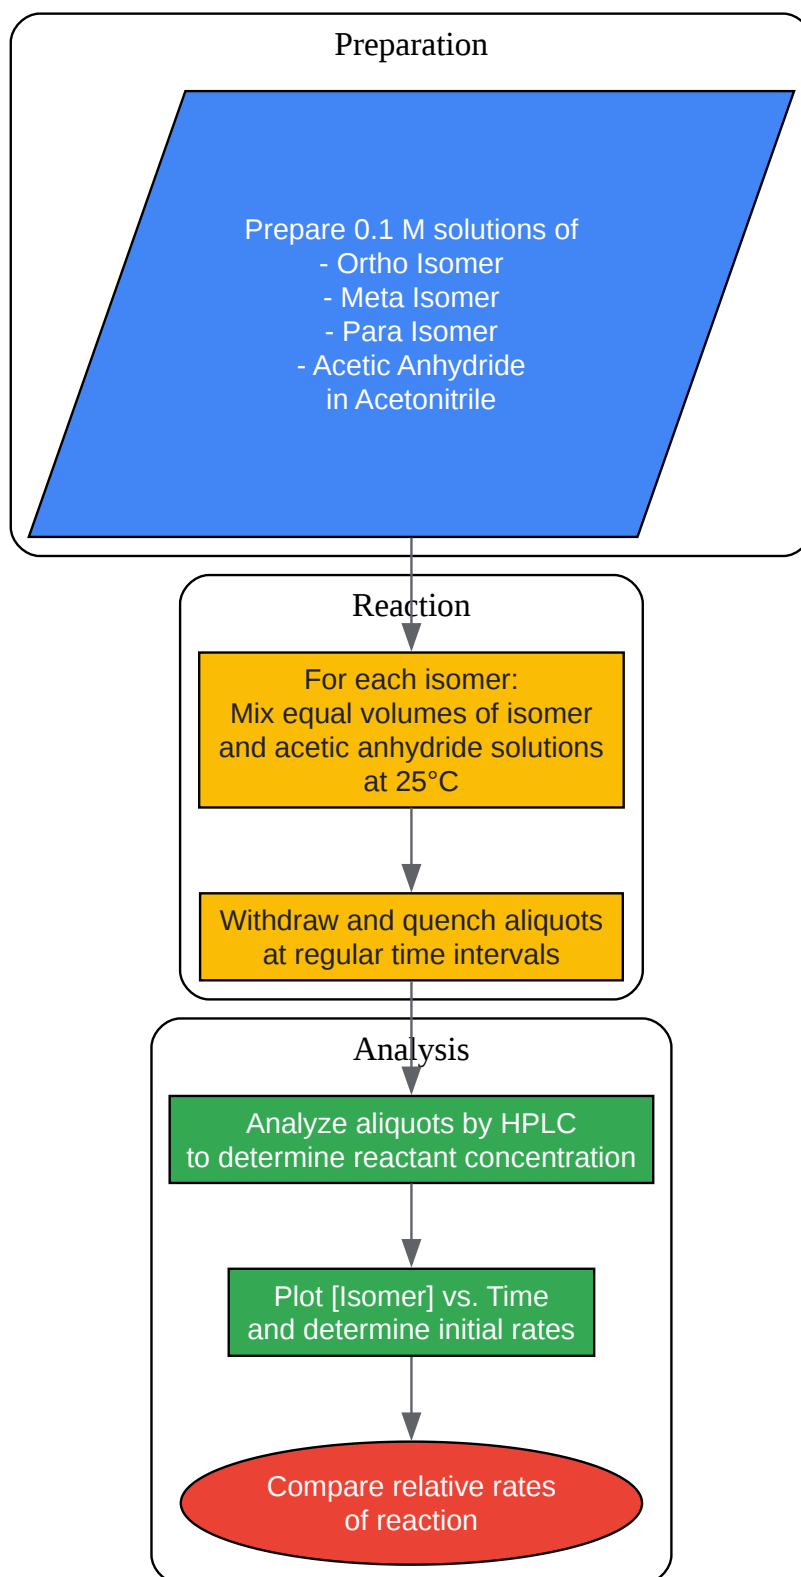 Preparation
Prepare 0.1 M solutions of
- Ortho Isomer
- Meta Isomer
- Para Isomer
- Acetic Anhydride
in Acetonitrile
Reaction
For each isomer:
Mix equal volumes of isomer
and acetic anhydride solutions
at 25°C
Withdraw and quench aliquots
at regular time intervals
Analysis
Analyze aliquots by HPLC
to determine reactant concentration
Plot [Isomer] vs. Time
and determine initial rates
Compare relative rates
of reaction